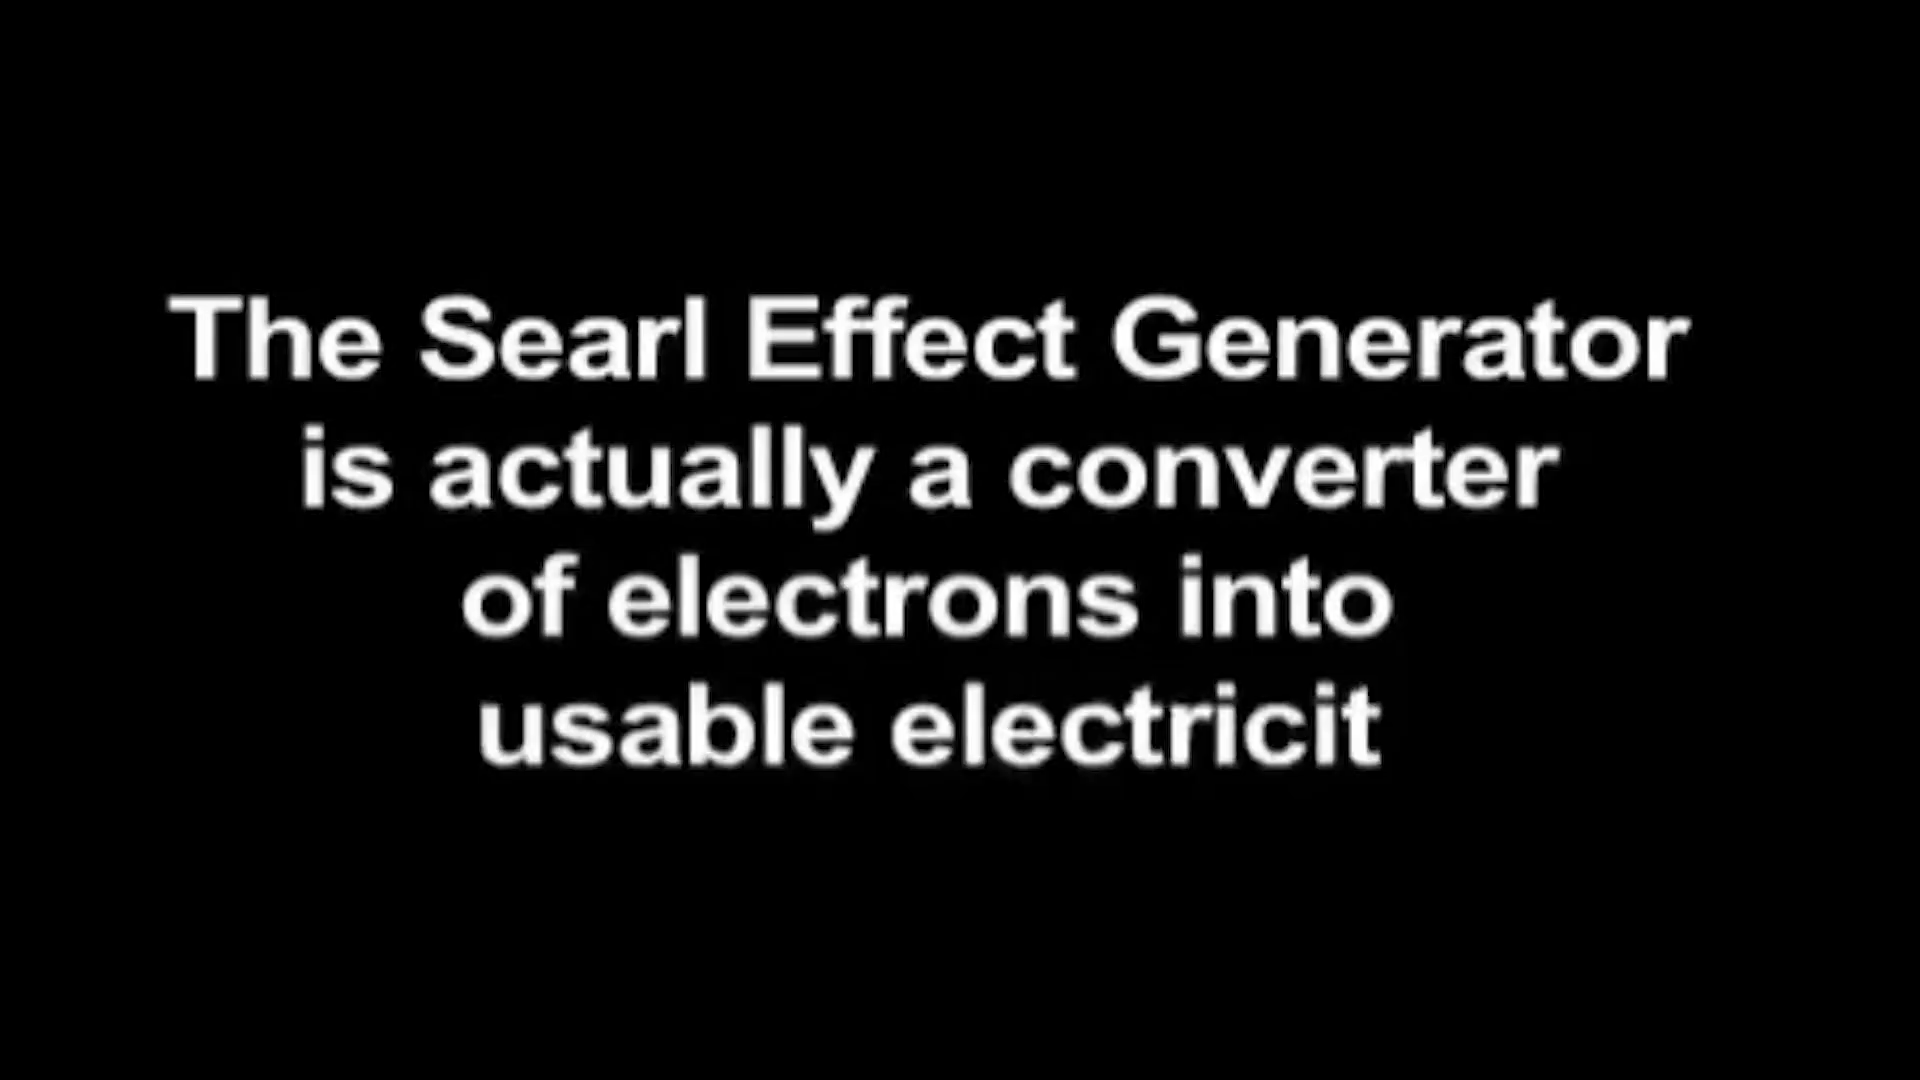 The Searl Effect Generator
is actually a converter
of electrons into
usable electricit